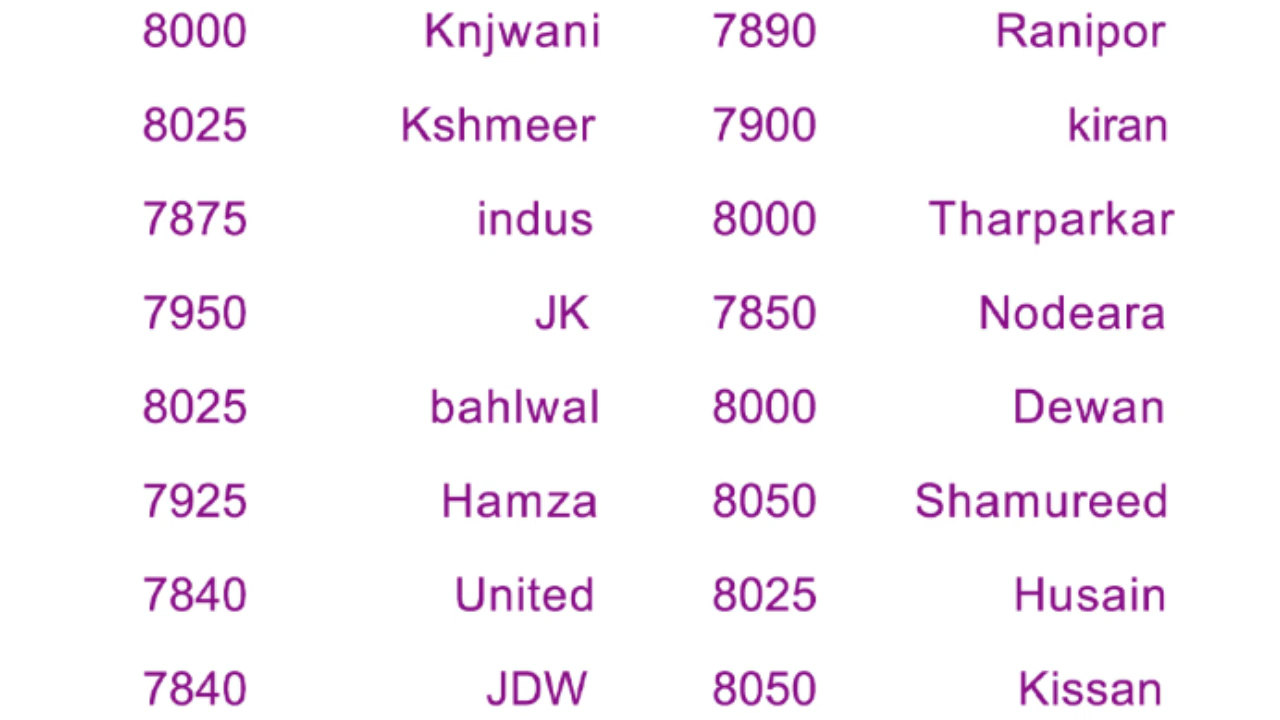 8000 Knjwani 7890 Ranipor
8025 Kshmeer 7900 kiran
7875 indus 8000 Tharparkar
7950 JK 7850 Nodeara
8025 bahlwal 8000 Dewan
7925 Hamza 8050 Shamureed
7840 United 8025 Husain
7840 JDW 8050 Kissan